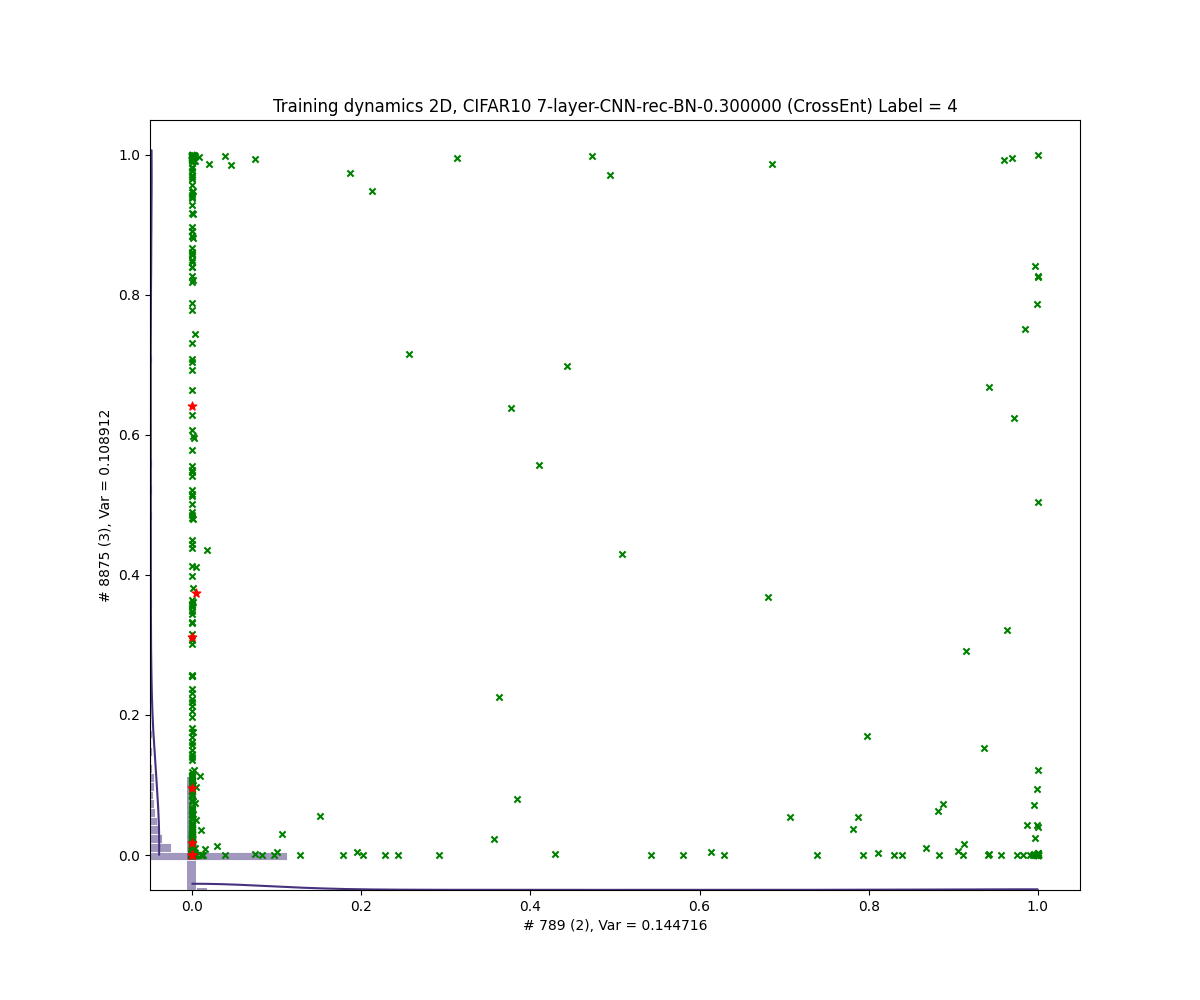 Training dynamics 2D, CIFAR10 7-layer-CNN-rec-BN-0.300000 (CrossEnt) Label = 4
1.0
0.8
0.6
0.4
0.2
0.0
# 8875 (3), Var = 0.108912
0.0 0.2 0.4 0.6 0.8 1.0
# 789 (2), Var = 0.144716